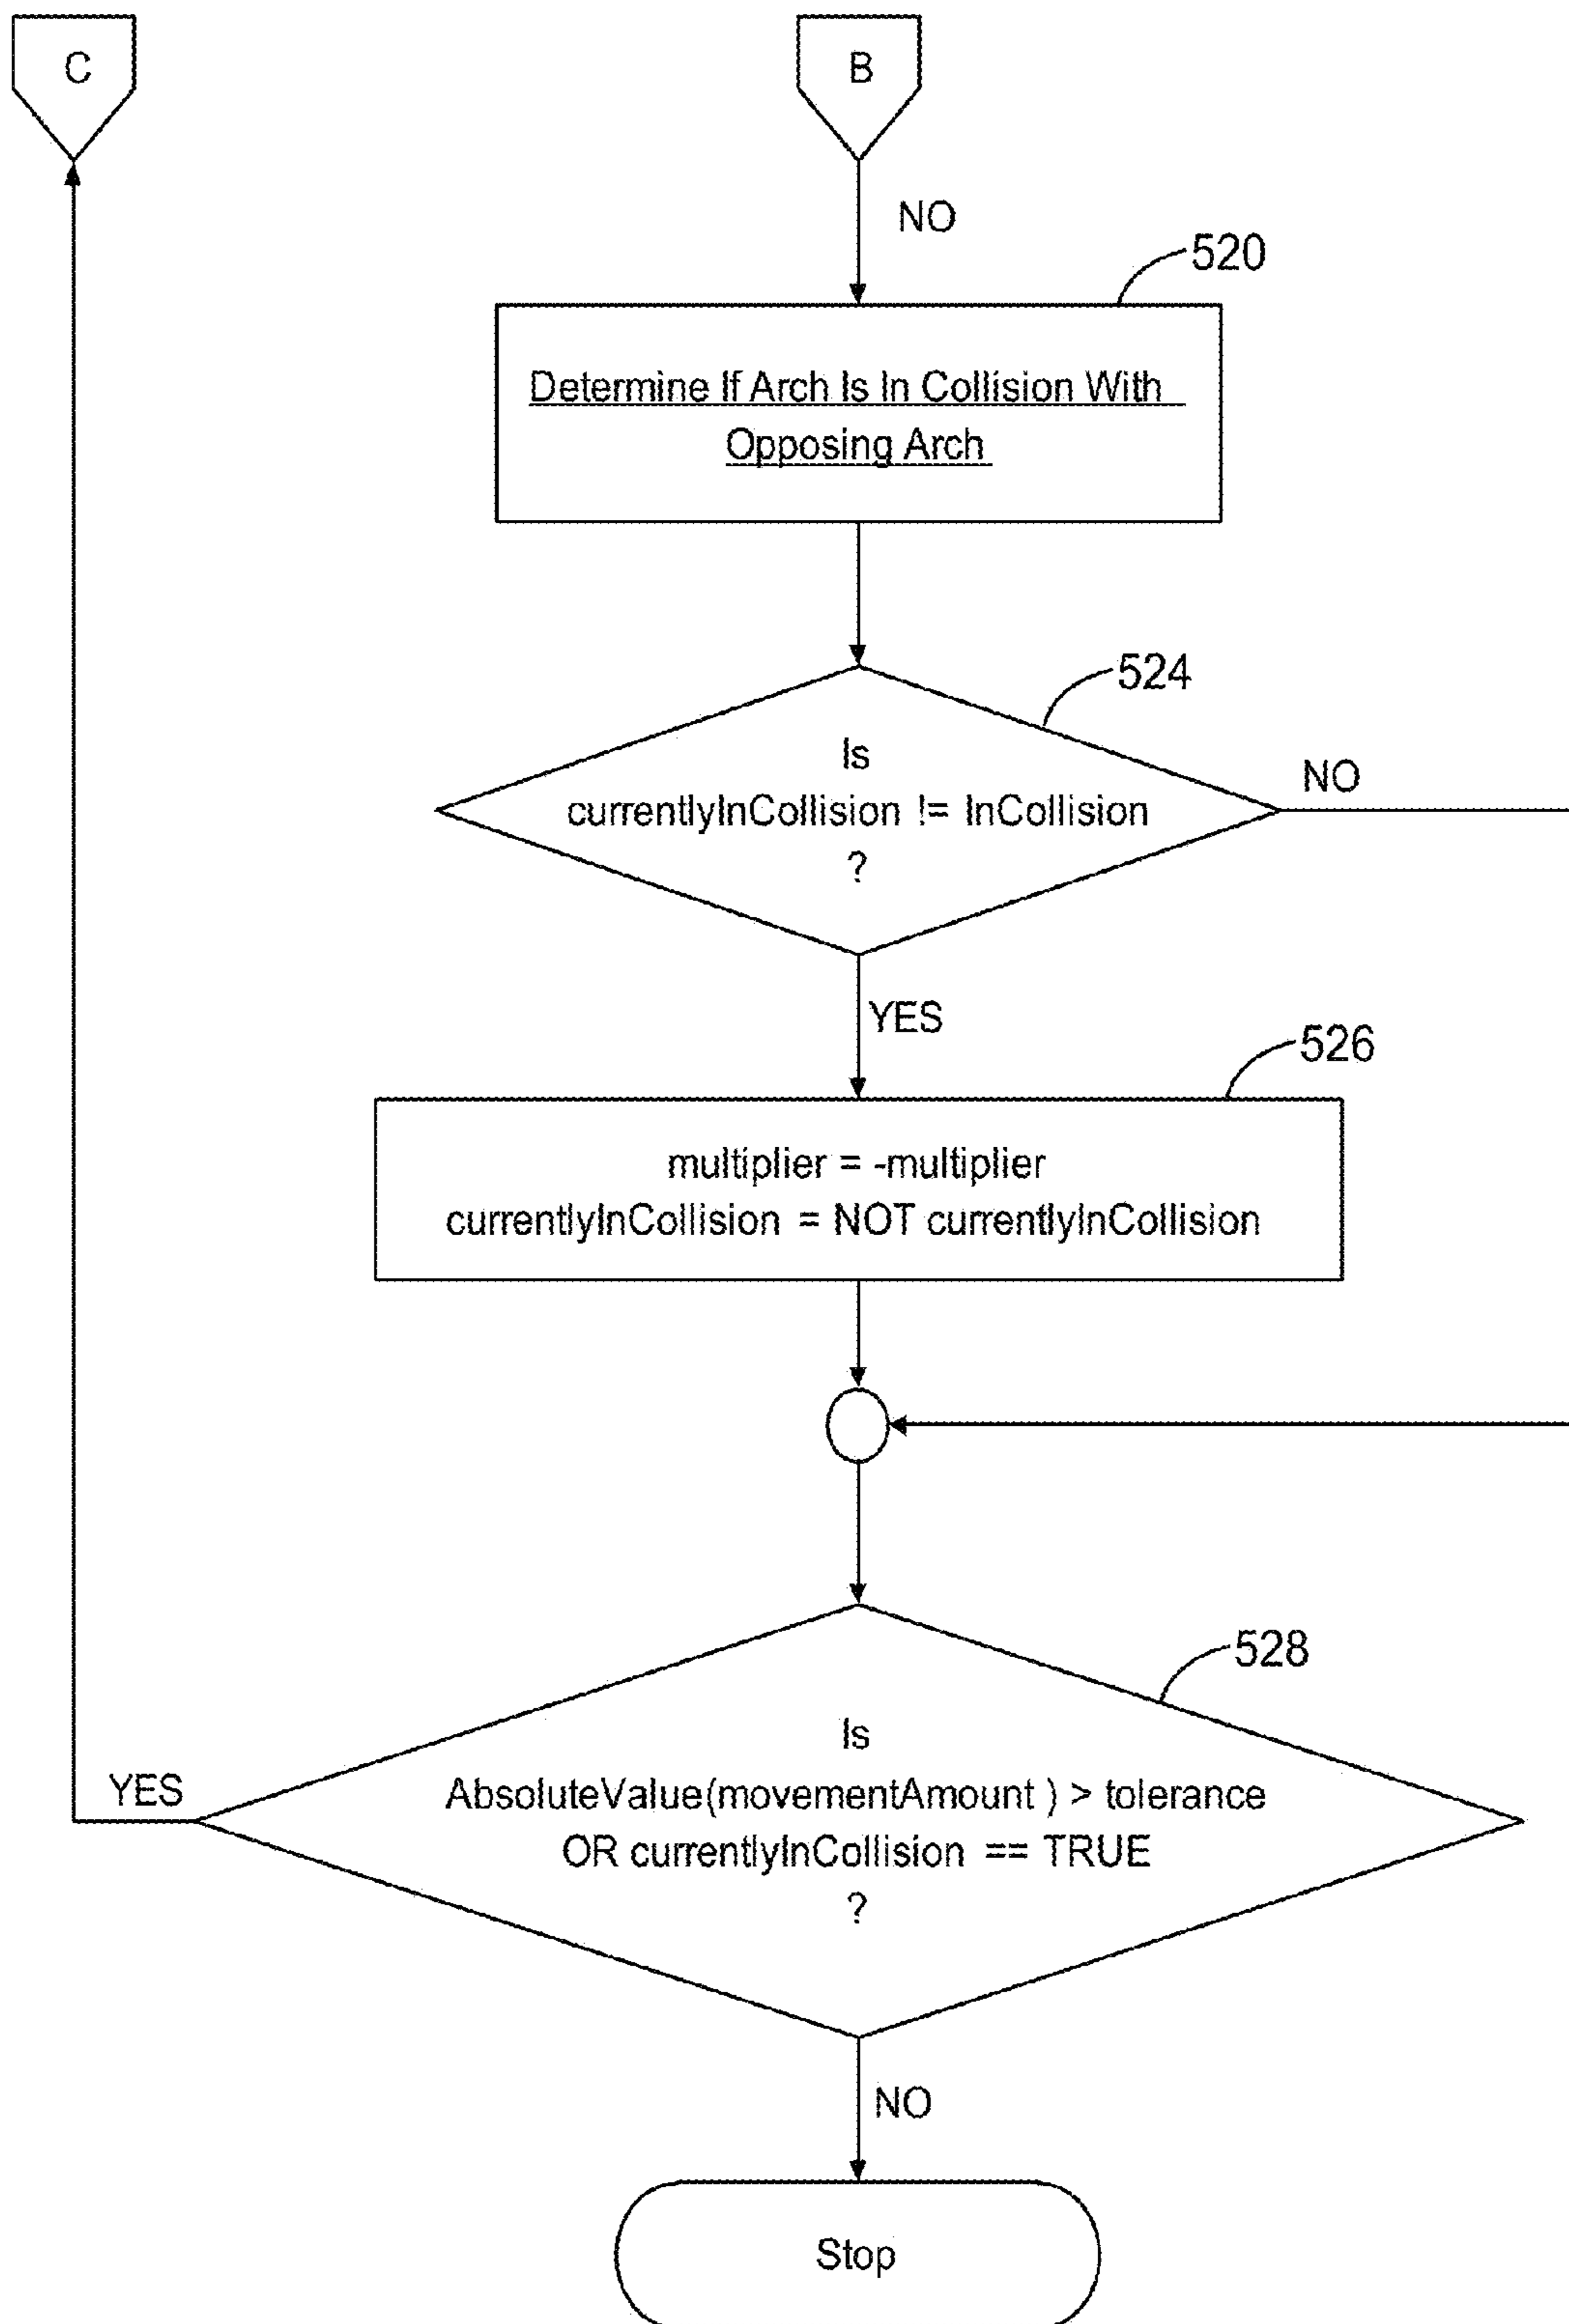 C
B
NO
520
Determine If Arch Is In Collision With
Opposing Arch
524
Is
currentlyInCollision != InCollision
?
NO
YES
526
multiplier = -multiplier
currentlyInCollision = NOT currentlyInCollision
528
Is
AbsoluteValue(movementAmount ) > tolerance
OR currentlyInCollision == TRUE
?
YES
NO
Stop